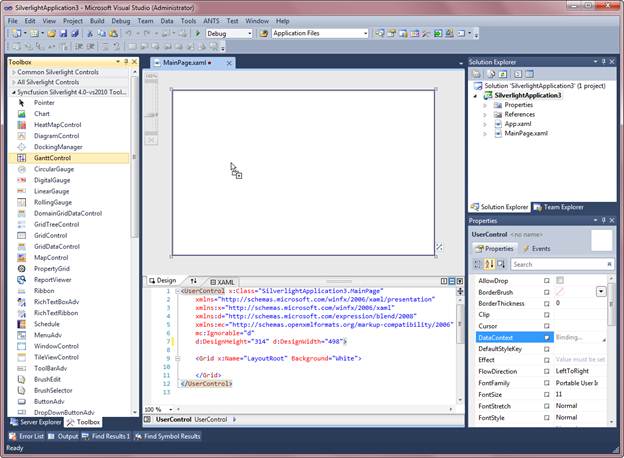 SilverlightApplication3 - Microsoft Visual Studio (Administrator)
File Edit View Project Build Debug Team Data Tools ANTS Window Help
Debug Application Files
Toolbox
Common Silverlight Controls
All Silverlight Controls
Syncfusion Silverlight 4.0-vs2010 Tool...
Pointer
Chart
HeatMapControl
DiagramControl
DockingManager
GanttControl
CircularGauge
DigitalGauge
LinearGauge
RollingGauge
DomainGridDataControl
GridTreeControl
GridControl
GridDataControl
MapControl
PropertyGrid
ReportViewer
Ribbon
RichTextBoxAdv
RichTextRibbon
Schedule
MenuAdv
WindowControl
TileViewControl
ToolBarAdv
BrushEdit
BrushSelector
ButtonAdv
DropDownButtonAdv
Server Explorer Toolbox
MainPage.xaml
Design XAML
1 <UserControl x:Class="SilverlightApplication3.MainPage"
2 xmlns="http://schemas.microsoft.com/winfx/2006/xaml/presentation"
3 xmlns:x="http://schemas.microsoft.com/winfx/2006/xaml"
4 xmlns:d="http://schemas.microsoft.com/expression/blend/2008"
5 xmlns:mc="http://schemas.openxmlformats.org/markup-compatibility/2006"
6 mc:Ignorable="d"
7 d:DesignHeight="314" d:DesignWidth="498">
8
9 <Grid x:Name="LayoutRoot" Background="White">
10
11 </Grid>
12 </UserControl>
13
100 %
UserControl UserControl
Solution Explorer
Solution 'SilverlightApplication3' (1 project)
SilverlightApplication3
Properties
References
App.xaml
MainPage.xaml
Solution Explorer Team Explorer
Properties
UserControl <no name>
Properties Events
Search
AllowDrop
BorderBrush
BorderThickness 0
Clip
Cursor
DataContext Binding...
DefaultStyleKey
Effect Value must be set
FlowDirection LeftToRight
FontFamily Portable User In
FontSize 11
FontStretch Normal
FontStyle Normal
Error List Output Find Results 1 Find Symbol Results
Ready